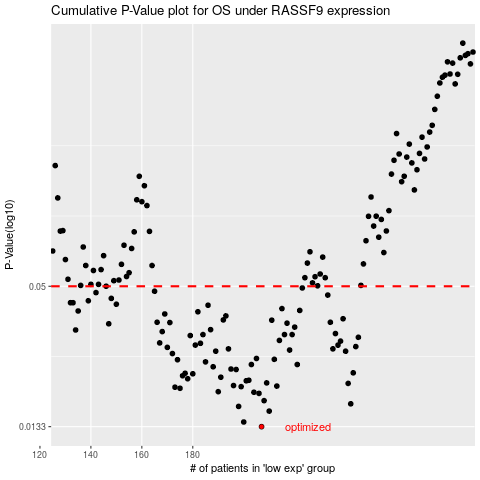 Cumulative P-Value plot for OS under RASSF9 expression
P-Value(log10)
0.05
0.0133
optimized
120 140 160 180
# of patients in 'low exp' group